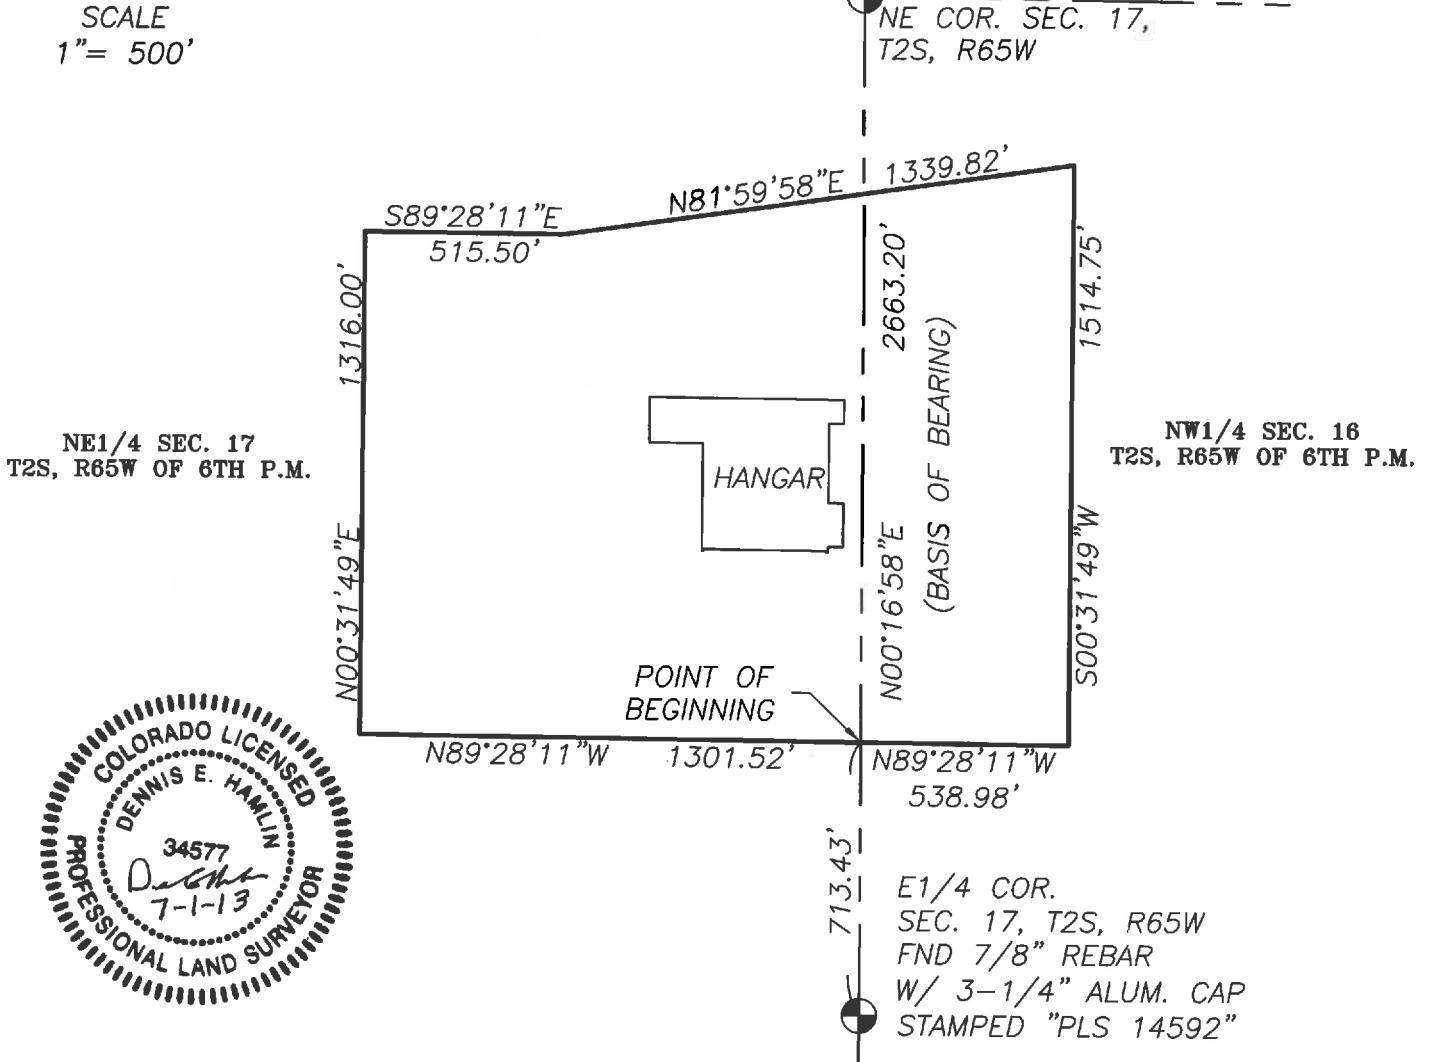 SCALE
1"= 500'
NE COR. SEC. 17,
T2S, R65W
S89°28'11"E
515.50'
N81°59'58"E
1339.82'
1316.00'
N00°31'49"E
2663.20'
N00°16'58"E
(BASIS OF BEARING)
1514.75'
S00°31'49"W
NE1/4 SEC. 17
T2S, R65W OF 6TH P.M.
HANGAR
NW1/4 SEC. 16
T2S, R65W OF 6TH P.M.
POINT OF
BEGINNING
N89°28'11"W 1301.52'
N89°28'11"W
538.98'
713.43'
E1/4 COR.
SEC. 17, T2S, R65W
FND 7/8" REBAR
W/ 3-1/4" ALUM. CAP
STAMPED "PLS 14592"
COLORADO LICENSED
DENNIS E. HAMLIN
34577
7-1-13
PROFESSIONAL LAND SURVEYOR